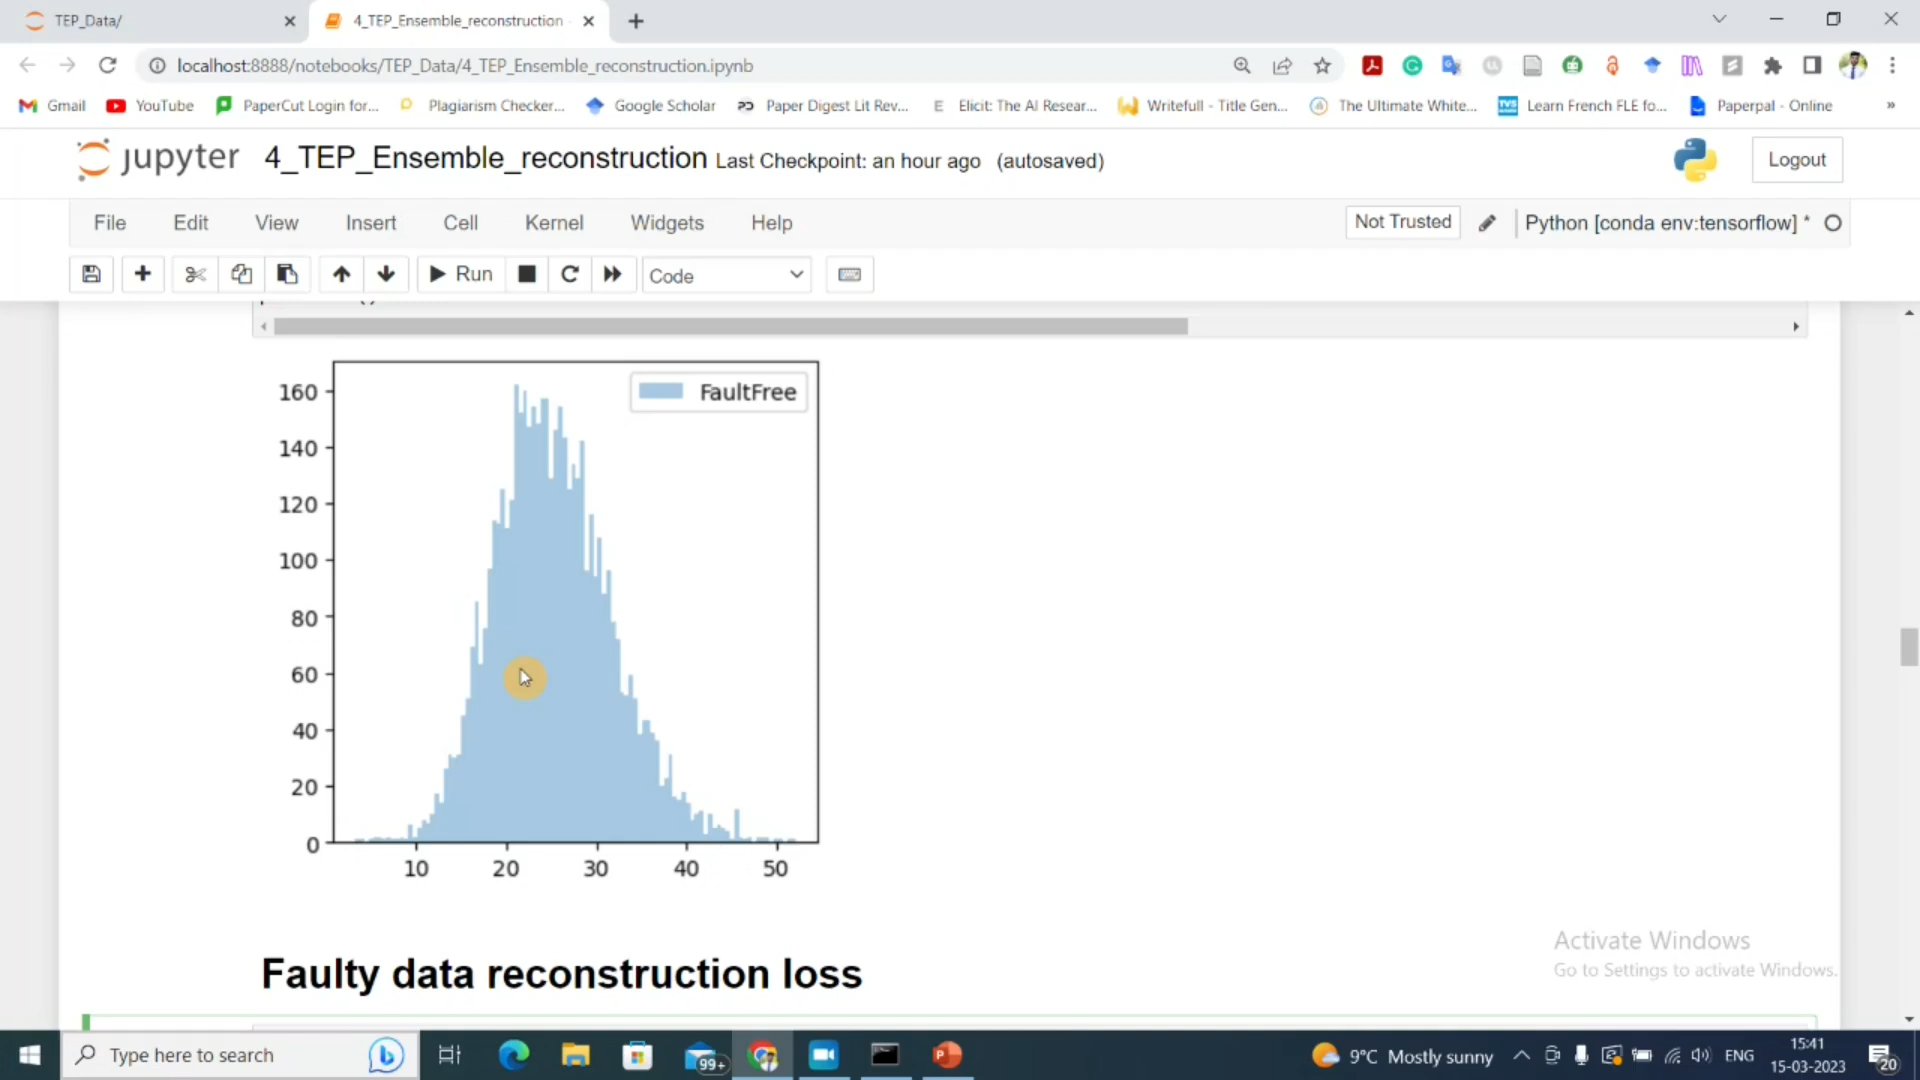 TEP_Data/
4_TEP_Ensemble_reconstruction
localhost:8888/notebooks/TEP_Data/4_TEP_Ensemble_reconstruction.ipynb
Gmail YouTube PaperCut Login for... Plagiarism Checker... Google Scholar Paper Digest Lit Rev... Elicit: The AI Resear... Writefull - Title Gen... The Ultimate White... Learn French FLE fo... Paperpal - Online »
jupyter 4_TEP_Ensemble_reconstruction Last Checkpoint: an hour ago (autosaved) Logout
File Edit View Insert Cell Kernel Widgets Help Not Trusted Python [conda env:tensorflow] *
Run Code
FaultFree
160
140
120
100
80
60
40
20
0
10 20 30 40 50
Faulty data reconstruction loss
Activate Windows
Go to Settings to activate Windows.
Type here to search 99+ 9°C Mostly sunny ENG 15:41
15-03-2023 20